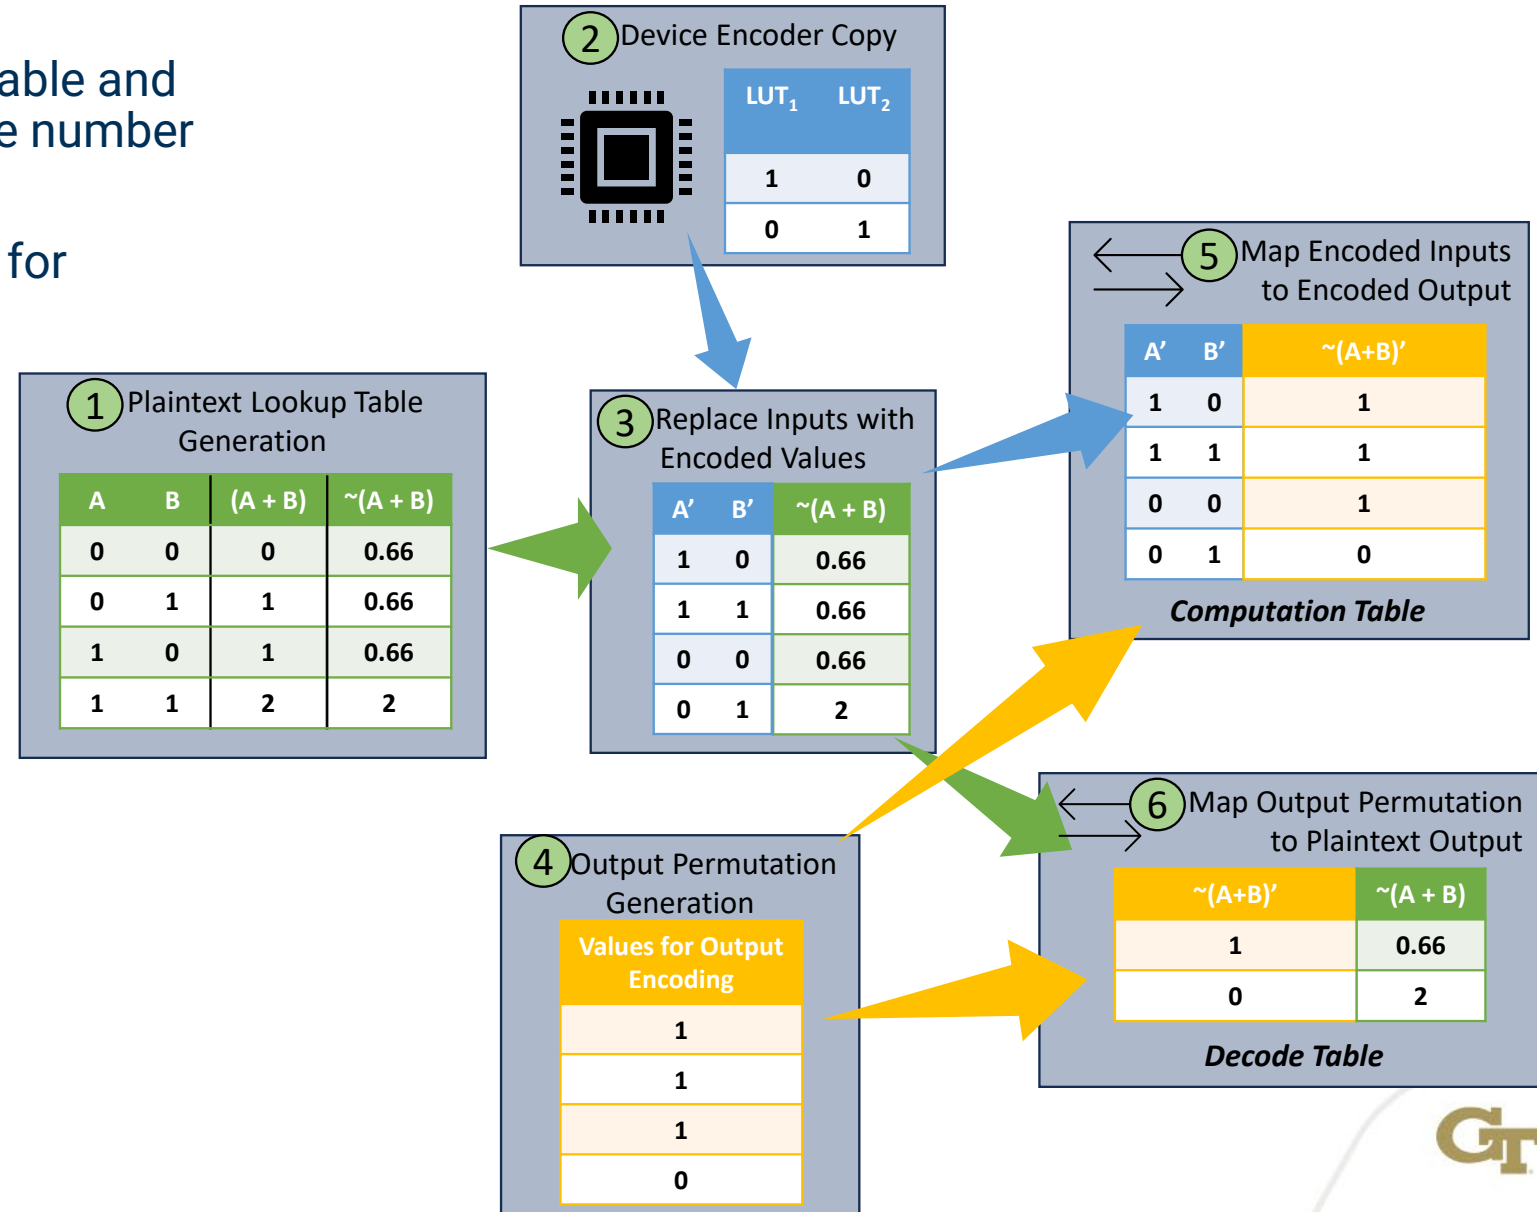 able and
e number
for
2 Device Encoder Copy
LUT1 LUT2
1 0
0 1
1 Plaintext Lookup Table
Generation
A B (A + B) ~(A + B)
0 0 0 0.66
0 1 1 0.66
1 0 1 0.66
1 1 2 2
3 Replace Inputs with
Encoded Values
A’ B’ ~(A + B)
1 0 0.66
1 1 0.66
0 0 0.66
0 1 2
4 Output Permutation
Generation
Values for Output
Encoding
1
1
1
0
5 Map Encoded Inputs
to Encoded Output
A’ B’ ~(A+B)’
1 0 1
1 1 1
0 0 1
0 1 0
Computation Table
6 Map Output Permutation
to Plaintext Output
~(A+B)’ ~(A + B)
1 0.66
0 2
Decode Table
GT